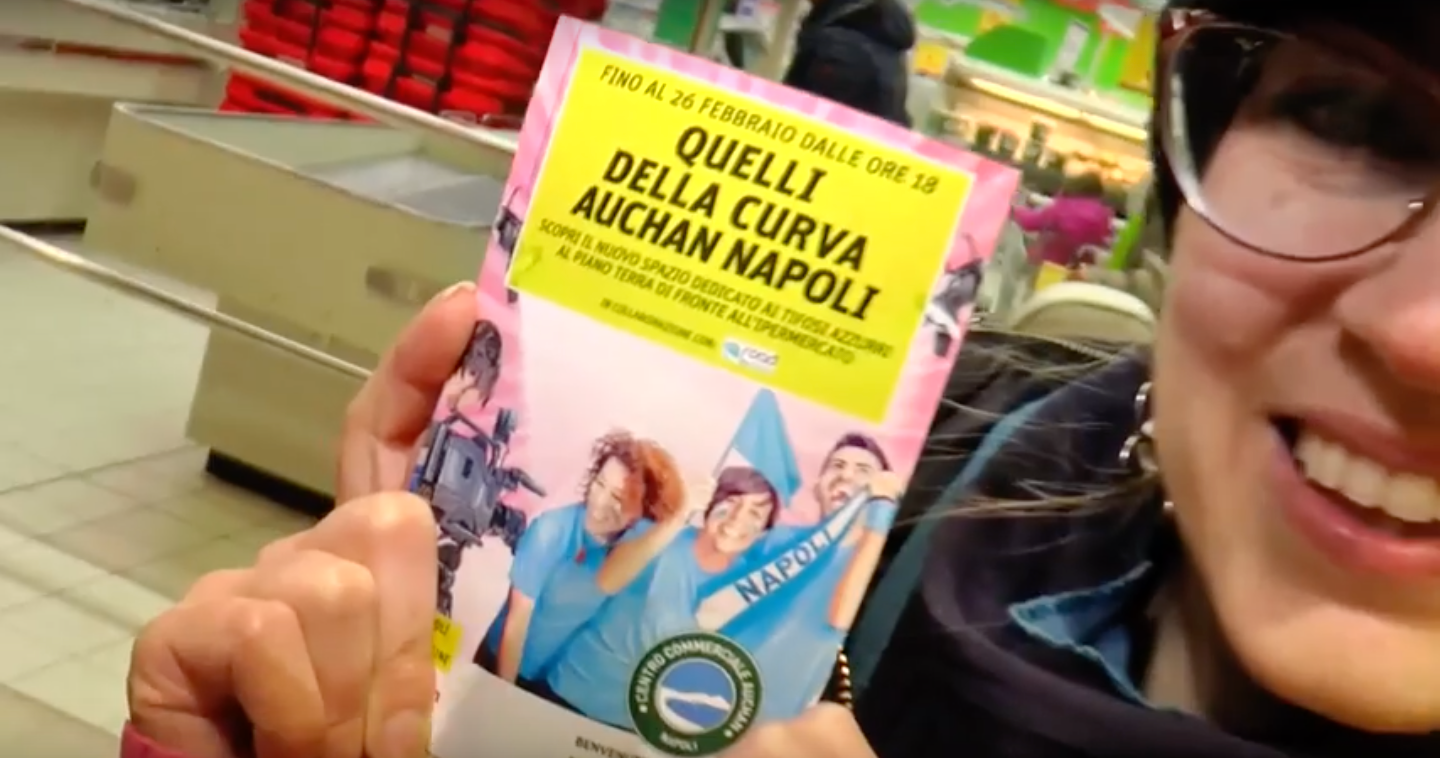 FINO AL 26 FEBBRAIO DALLE ORE 18
QUELLI
DELLA CURVA
AUCHAN NAPOLI
SCOPRI IL NUOVO SPAZIO DEDICATO AI TIFOSI AZZURRI
AL PIANO TERRA DI FRONTE ALL'IPERMERCATO
IN COLLABORAZIONE CON:
road
NAPOLI
CENTRO COMMERCIALE AUCHAN
NAPOLI